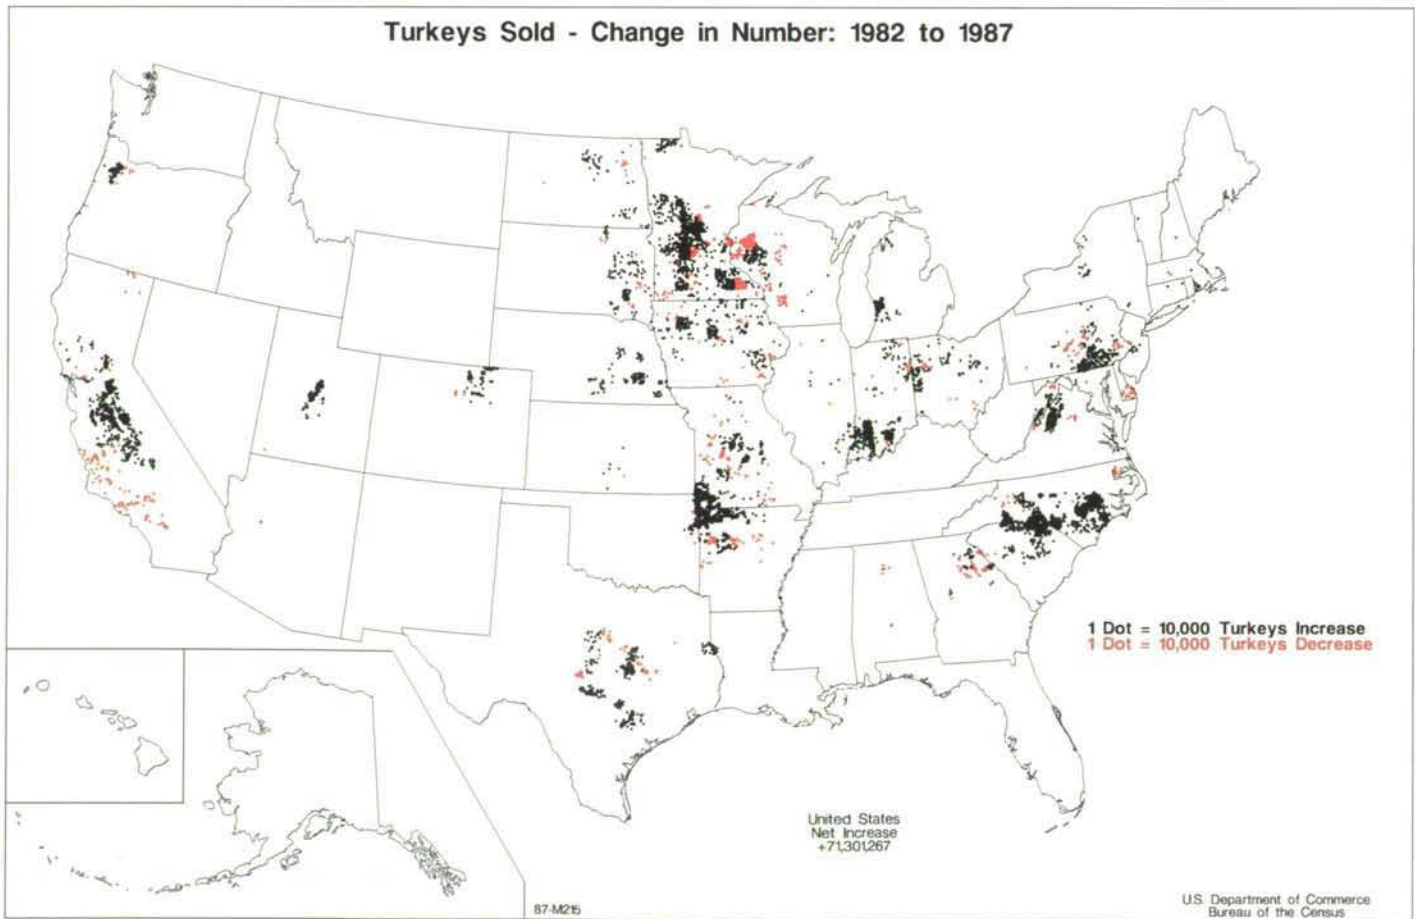 Turkeys Sold - Change in Number: 1982 to 1987
1 Dot = 10,000 Turkeys Increase
1 Dot = 10,000 Turkeys Decrease
United States
Net Increase
+71,301,267
87-M215
U.S. Department of Commerce
Bureau of the Census